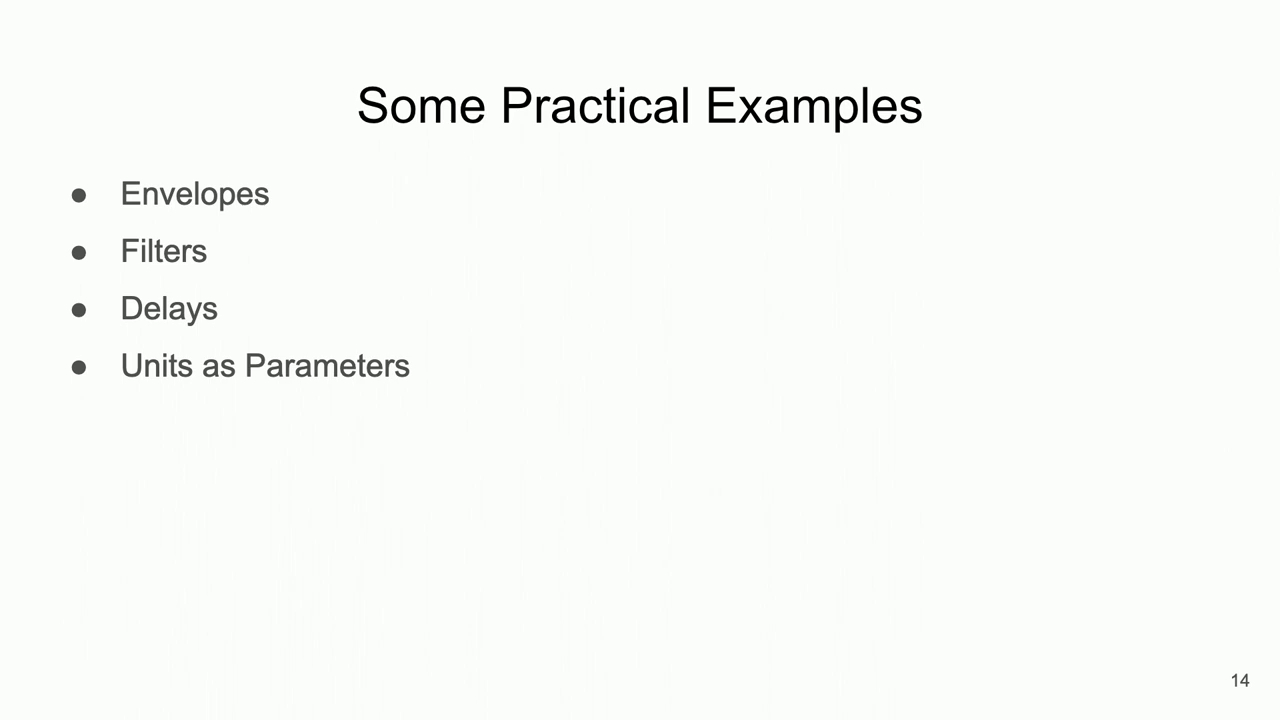 Some Practical Examples
● Envelopes
● Filters
● Delays
● Units as Parameters
14